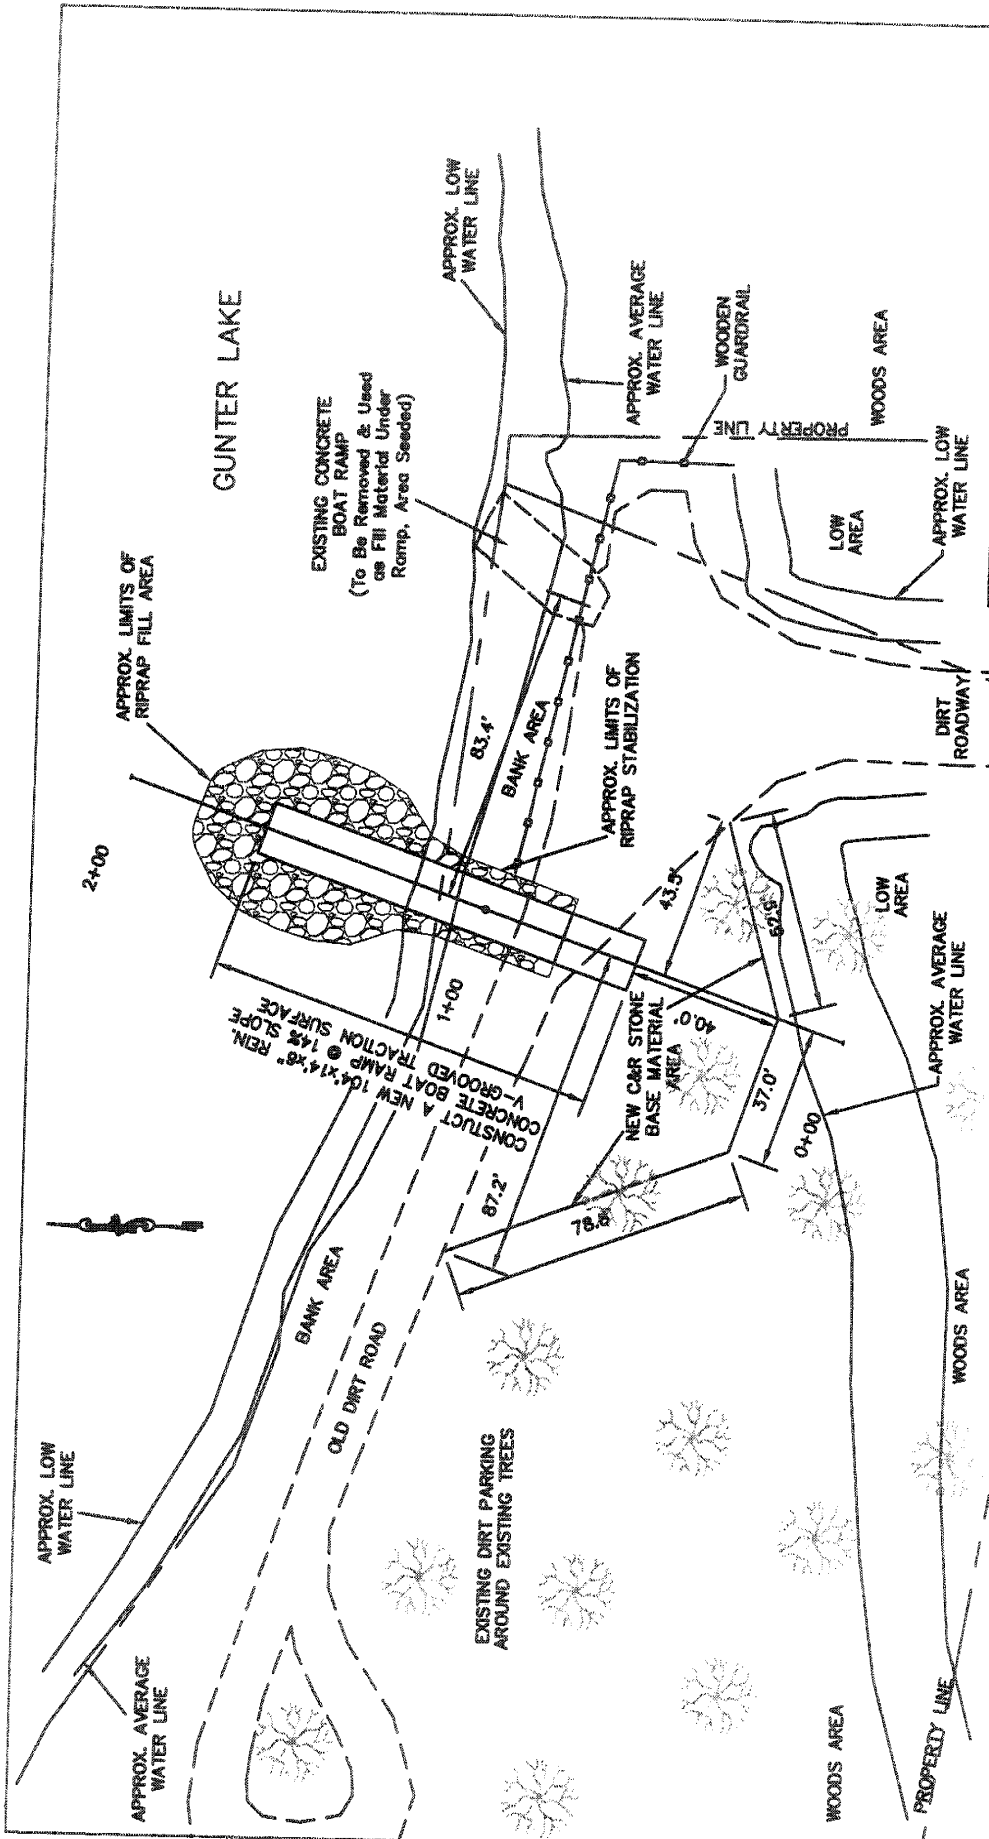 GUNTER LAKE
APPROX. LOW
WATER LINE
APPROX. AVERAGE
WATER LINE
BANK AREA
OLD DIRT ROAD
EXISTING DIRT PARKING
AROUND EXISTING TREES
WOODS AREA
PROPERTY LINE
CONSTUCT A NEW 104'x14'x6" REIN.
CONCRETE BOAT RAMP @ 14% SLOPE
V-GROOVED TRACTION SURFACE
87.2'
78.8'
NEW C&R STONE
BASE MATERIAL
AREA
37.0'
0+00
40.0'
1+00
2+00
APPROX. LIMITS OF
RIPRAP FILL AREA
EXISTING CONCRETE
BOAT RAMP
(To Be Removed & Used
as Fill Material Under
Ramp, Area Seeded)
83.4'
BANK AREA
APPROX. LIMITS OF
RIPRAP STABILIZATION
43.5'
62.9'
LOW
AREA
APPROX. AVERAGE
WATER LINE
WOODS AREA
DIRT
ROADWAY
APPROX. LOW
WATER LINE
APPROX. AVERAGE
WATER LINE
WOODEN
GUARDRAIL
PROPERTY LINE
WOODS AREA
LOW
AREA
APPROX. LOW
WATER LINE